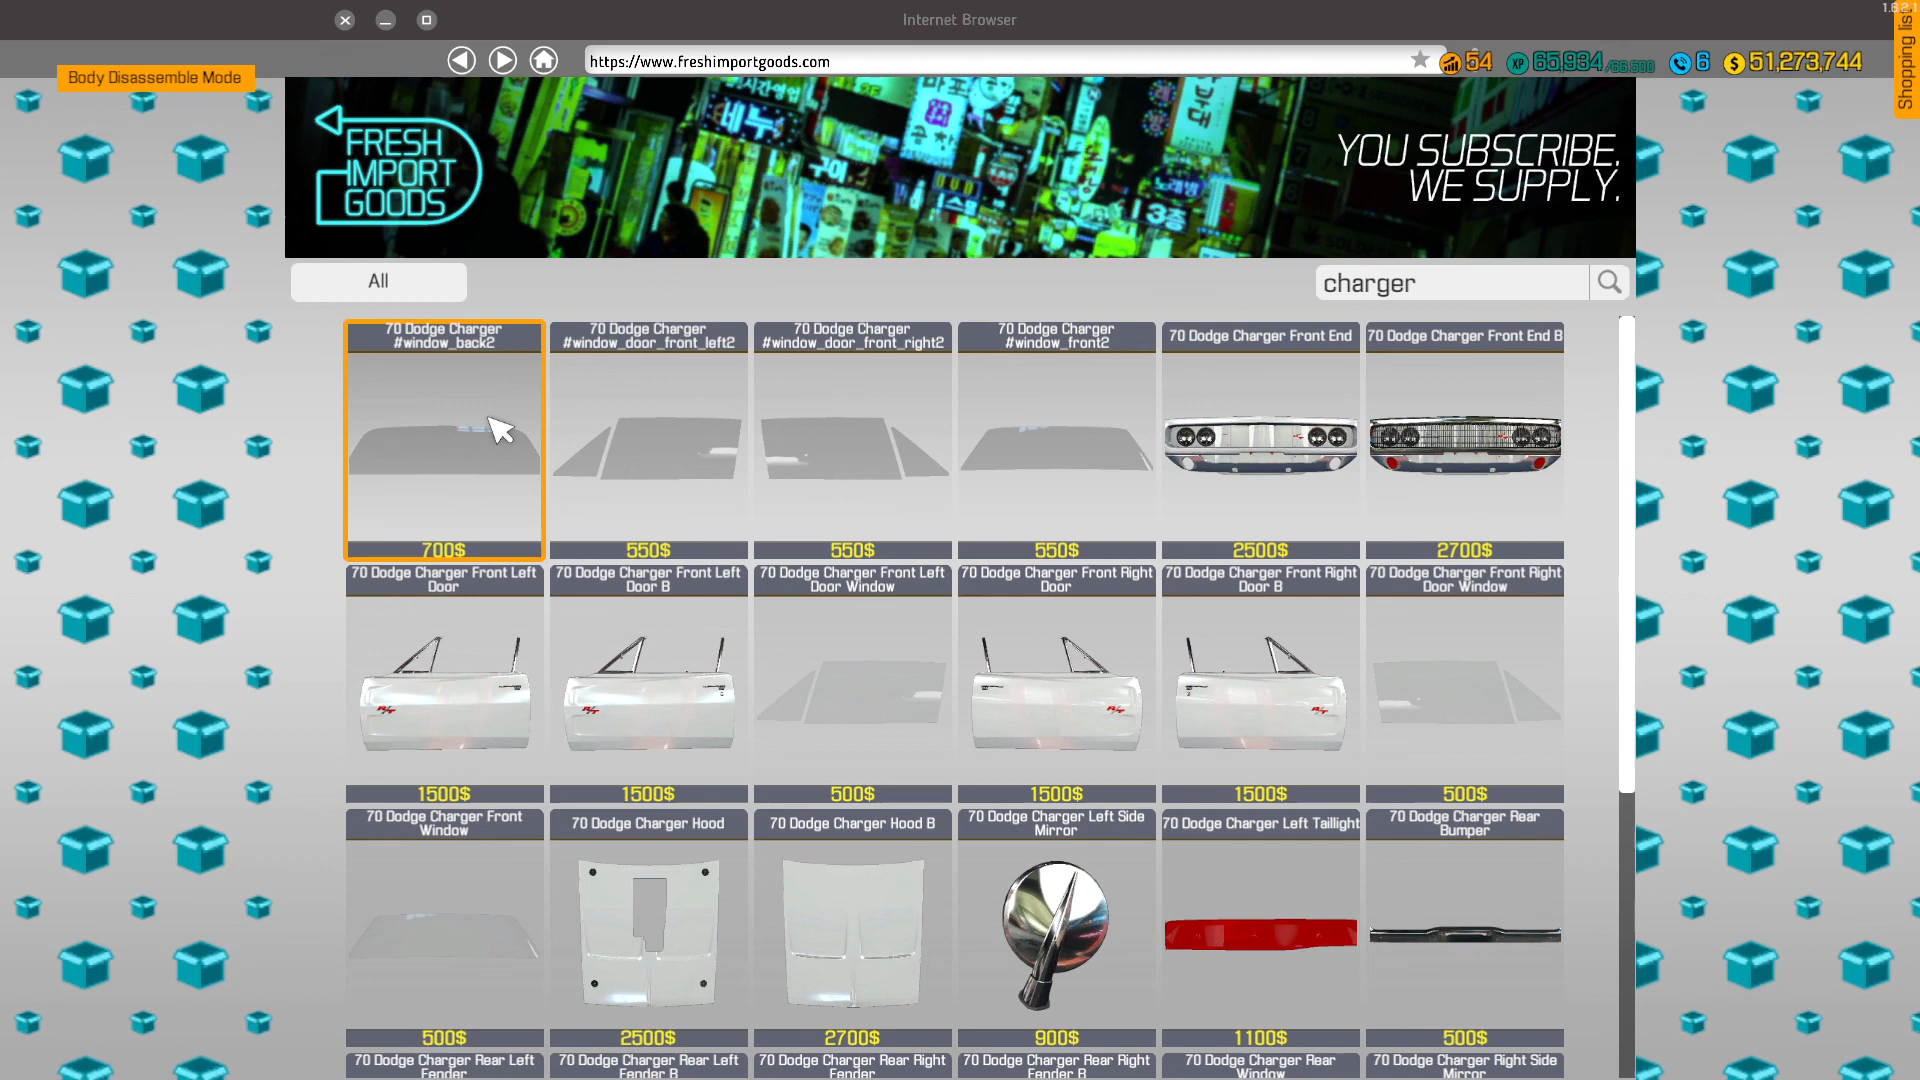 Internet Browser
1.6.2.1
Shopping list
https://www.freshimportgoods.com
54
XP
65,934/66,500
6
$
51,273,744
Body Disassemble Mode
FRESH
IMPORT
GOODS
YOU SUBSCRIBE.
WE SUPPLY.
All
charger
70 Dodge Charger
#window_back2
70 Dodge Charger
#window_door_front_left2
70 Dodge Charger
#window_door_front_right2
70 Dodge Charger
#window_front2
70 Dodge Charger Front End
70 Dodge Charger Front End B
700$
550$
550$
550$
2500$
2700$
70 Dodge Charger Front Left
Door
70 Dodge Charger Front Left
Door B
70 Dodge Charger Front Left
Door Window
70 Dodge Charger Front Right
Door
70 Dodge Charger Front Right
Door B
70 Dodge Charger Front Right
Door Window
R/T
R/T
R/T
R/T
1500$
1500$
500$
1500$
1500$
500$
70 Dodge Charger Front
Window
70 Dodge Charger Hood
70 Dodge Charger Hood B
70 Dodge Charger Left Side
Mirror
70 Dodge Charger Left Taillight
70 Dodge Charger Rear
Bumper
500$
2500$
2700$
900$
1100$
500$
70 Dodge Charger Rear Left
Fender
70 Dodge Charger Rear Left
Fender B
70 Dodge Charger Rear Right
Fender
70 Dodge Charger Rear Right
Fender B
70 Dodge Charger Rear
Window
70 Dodge Charger Right Side
Mirror